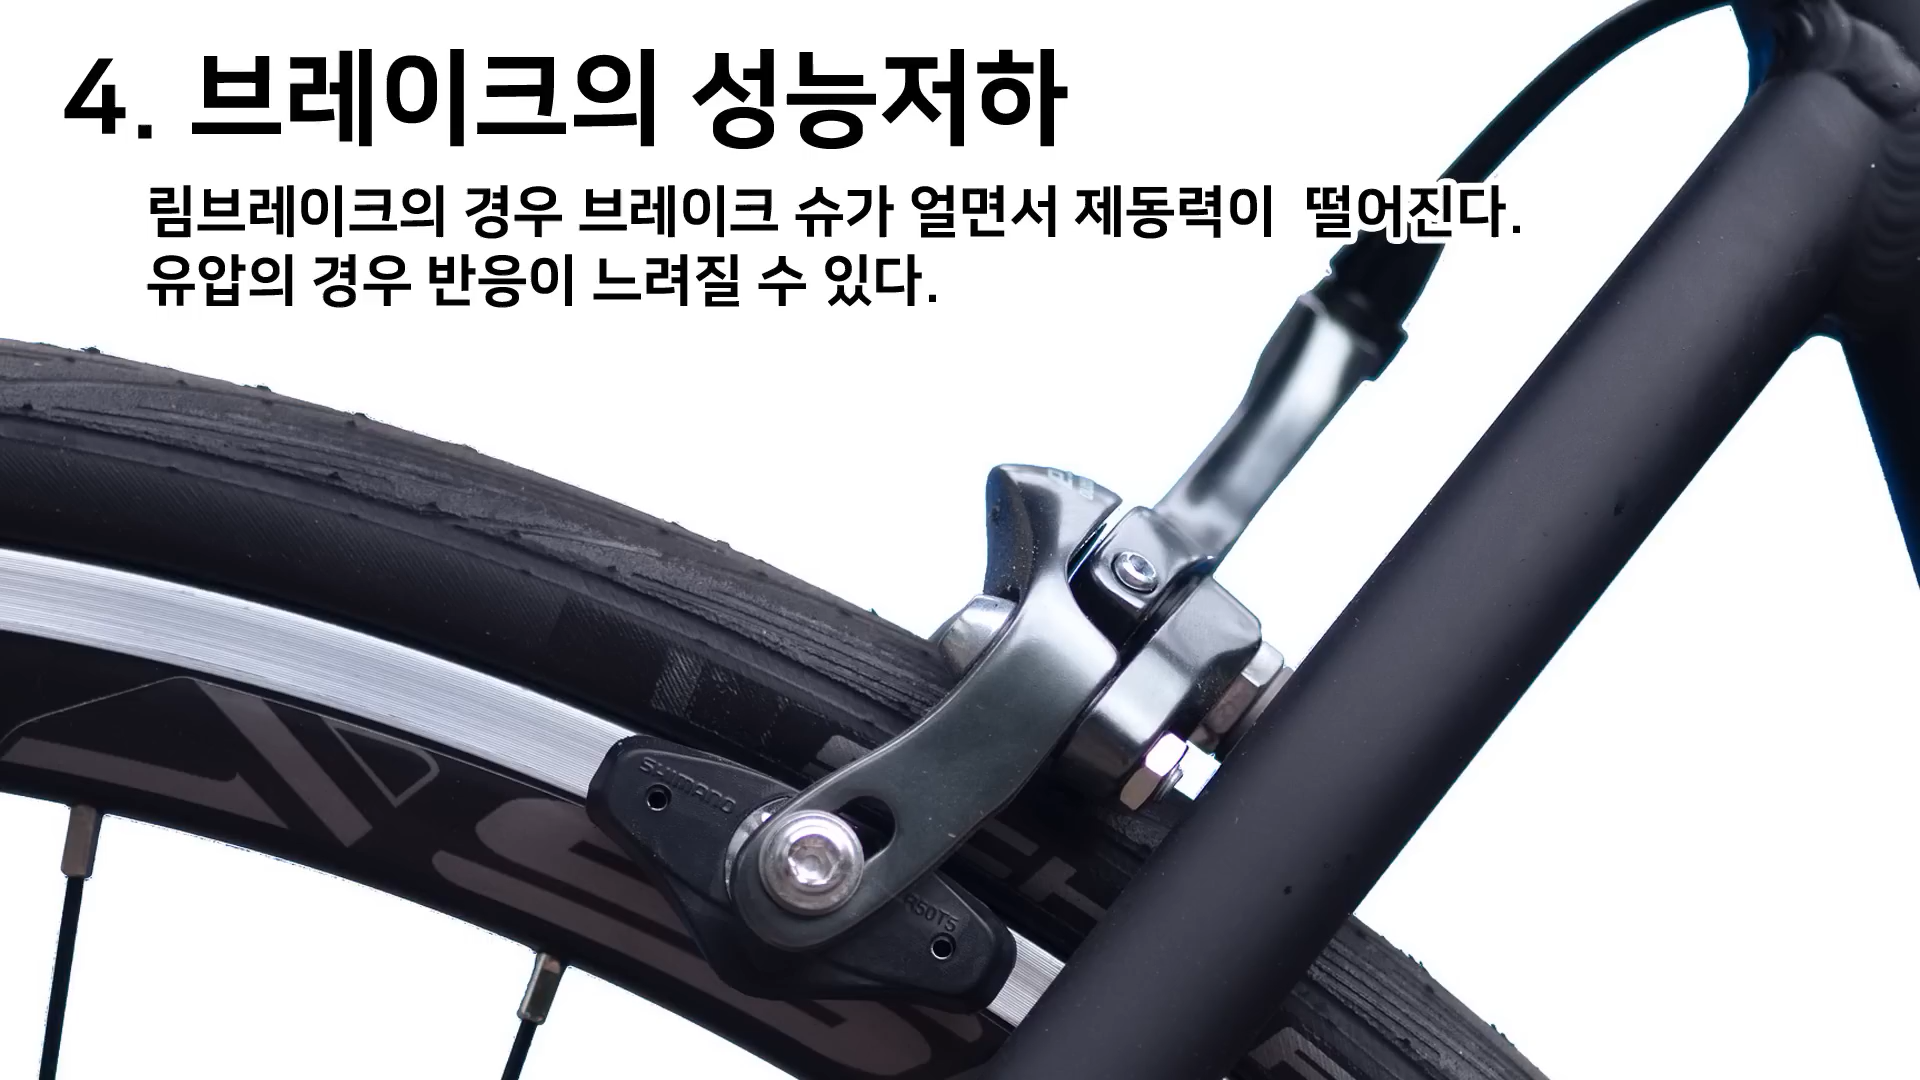 4. 브레이크의 성능저하
림브레이크의 경우 브레이크 슈가 얼면서 제동력이 떨어진다.
유압의 경우 반응이 느려질 수 있다.
SHIMANO
R50T5